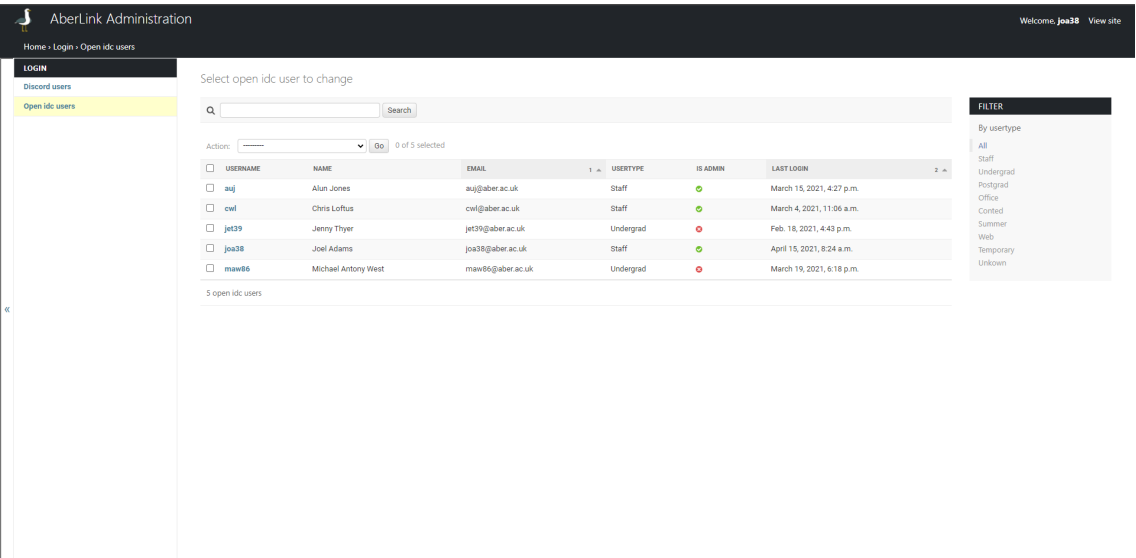 AberLink Administration
Welcome, joa38 View site
Home › Login › Open idc users
LOGIN
Discord users
Open idc users
«
Select open idc user to change
Search
Action: --------- Go 0 of 5 selected
USERNAME NAME EMAIL 1 USERTYPE IS ADMIN LAST LOGIN 2
auj Alun Jones auj@aber.ac.uk Staff March 15, 2021, 4:27 p.m.
cwl Chris Loftus cwl@aber.ac.uk Staff March 4, 2021, 11:06 a.m.
jet39 Jenny Thyer jet39@aber.ac.uk Undergrad Feb. 18, 2021, 4:43 p.m.
joa38 Joel Adams joa38@aber.ac.uk Staff April 15, 2021, 8:24 a.m.
maw86 Michael Antony West maw86@aber.ac.uk Undergrad March 19, 2021, 6:18 p.m.
5 open idc users
FILTER
By usertype
All
Staff
Undergrad
Postgrad
Office
Conted
Summer
Web
Temporary
Unkown